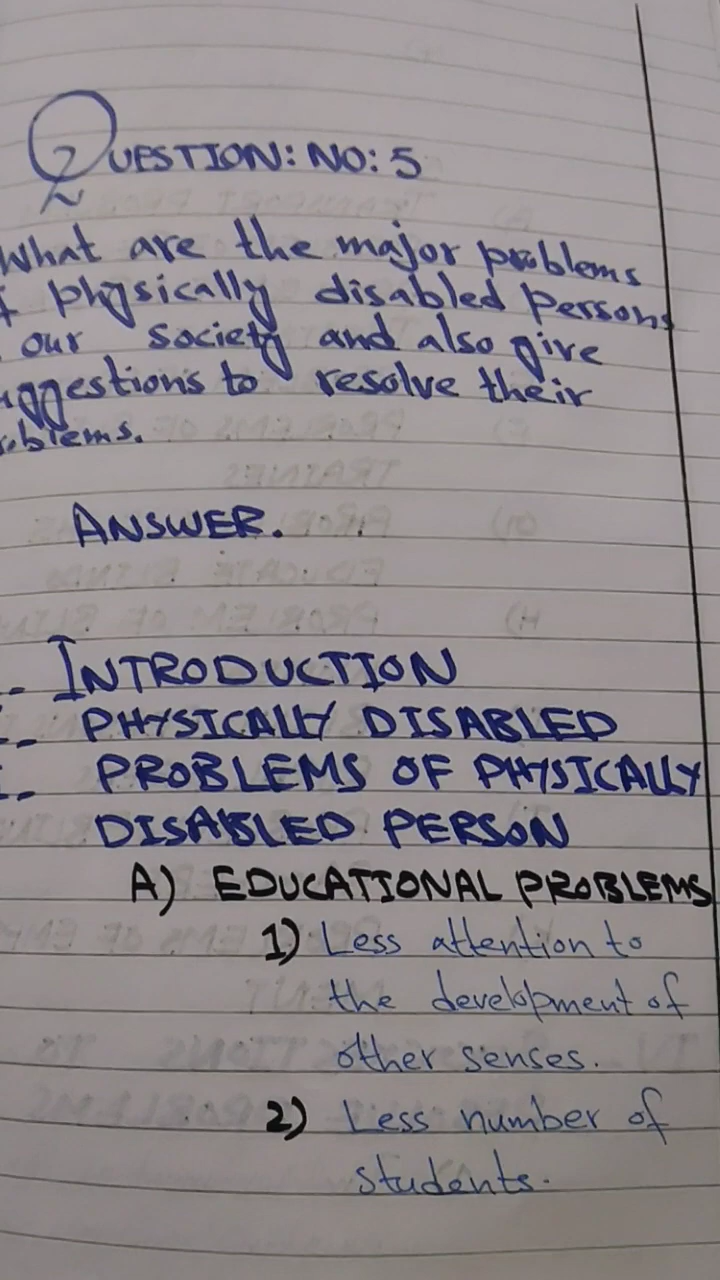 QUESTION: NO: 5
What are the major problems
f physically disabled persons
our society and also give
uggestions to resolve their
oblems.
ANSWER.
I- INTRODUCTION
I- PHYSICALLY DISABLED
I- PROBLEMS OF PHYSICALLY
DISABLED PERSON
A) EDUCATIONAL PROBLEMS
1) Less attention to
the development of
other senses.
2) Less number of
students.